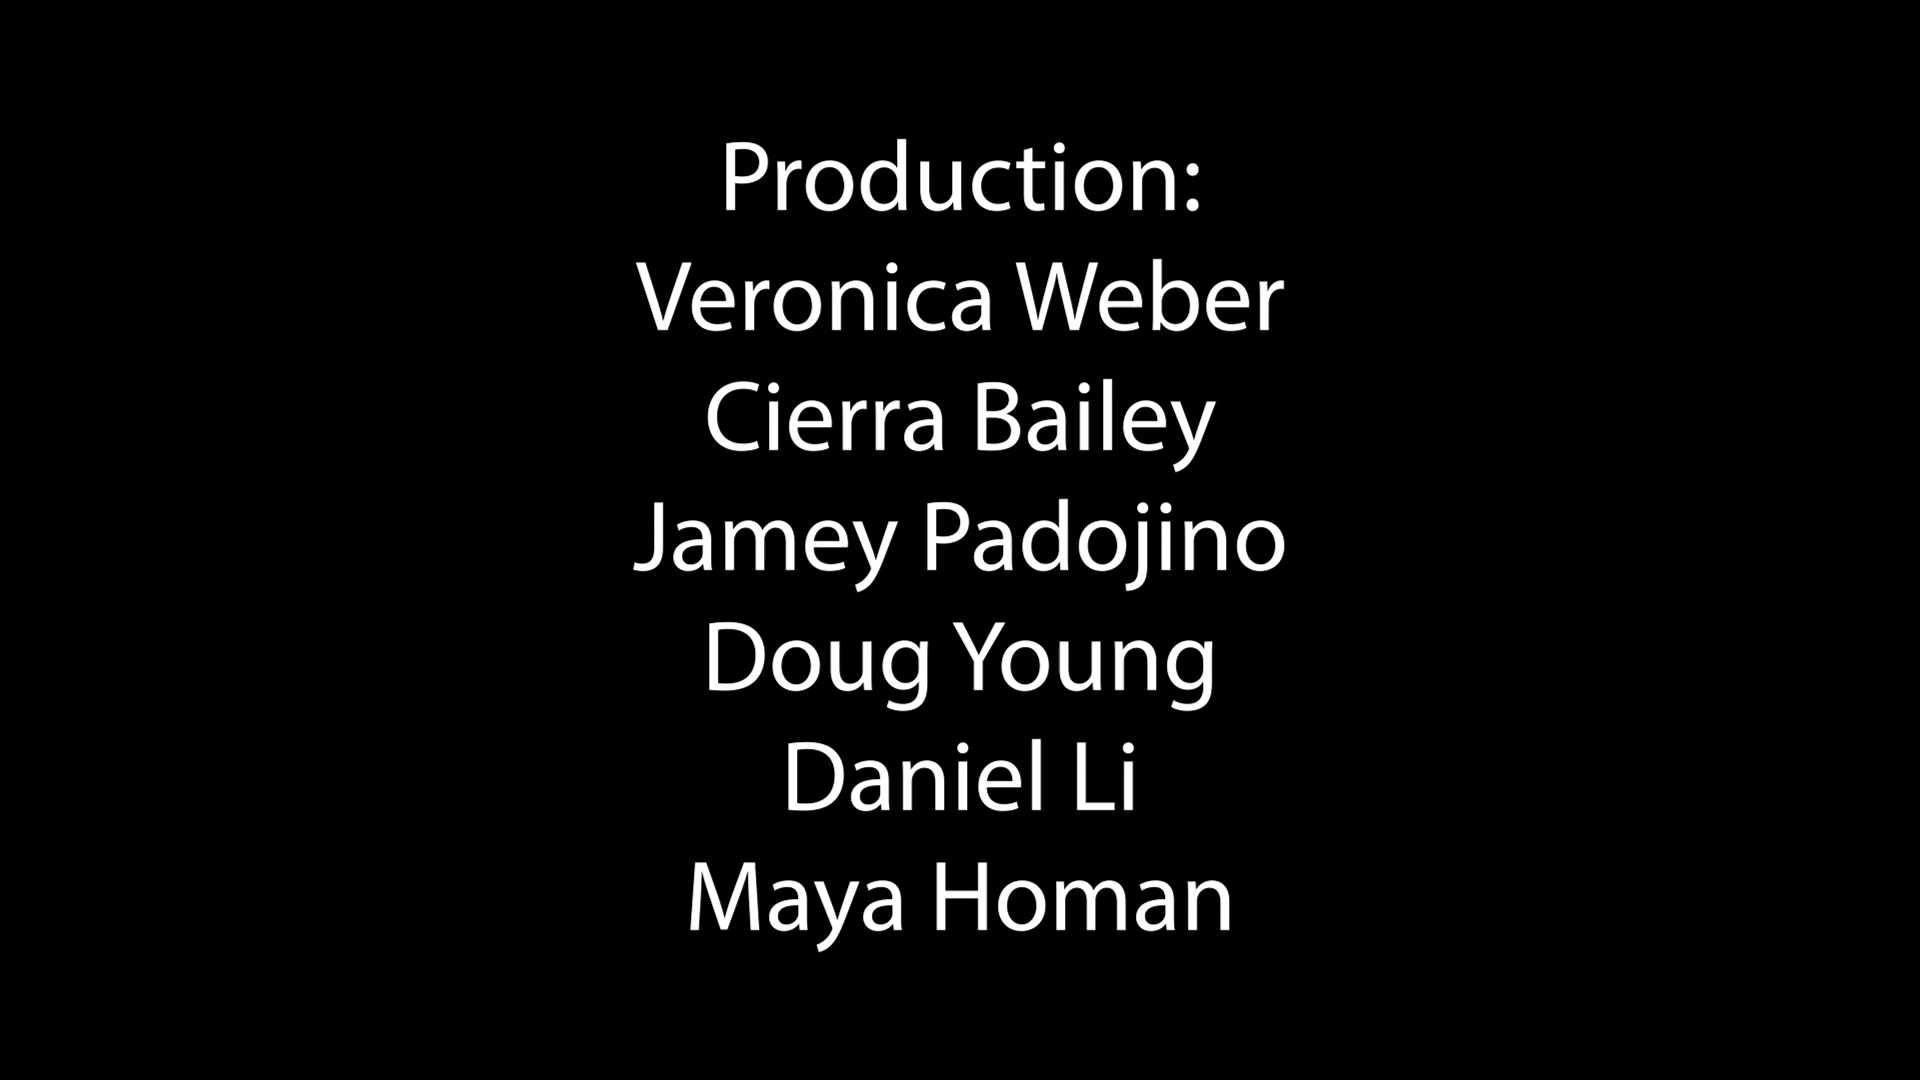 Production:
Veronica Weber
Cierra Bailey
Jamey Padojino
Doug Young
Daniel Li
Maya Homan